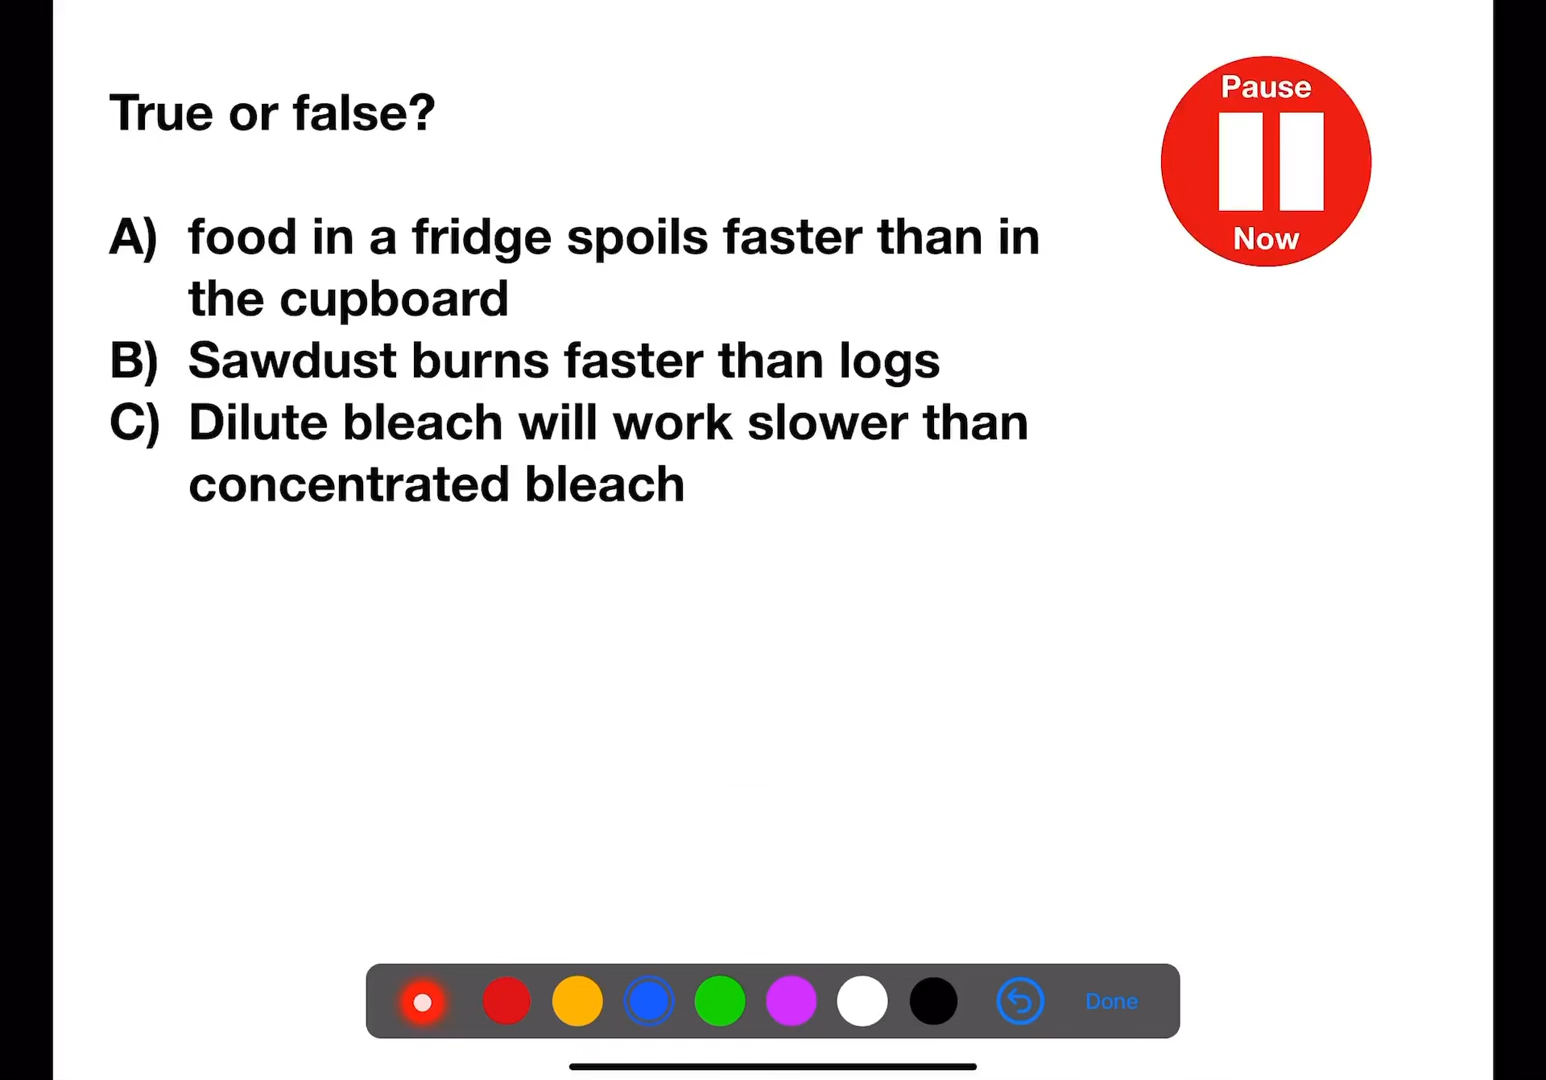 True or false?
Pause
Now
A) food in a fridge spoils faster than in
the cupboard
B) Sawdust burns faster than logs
C) Dilute bleach will work slower than
concentrated bleach
Done